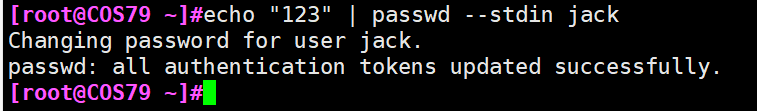 [root@COS79 ~]#echo "123" | passwd --stdin jack
Changing password for user jack.
passwd: all authentication tokens updated successfully.
[root@COS79 ~]#